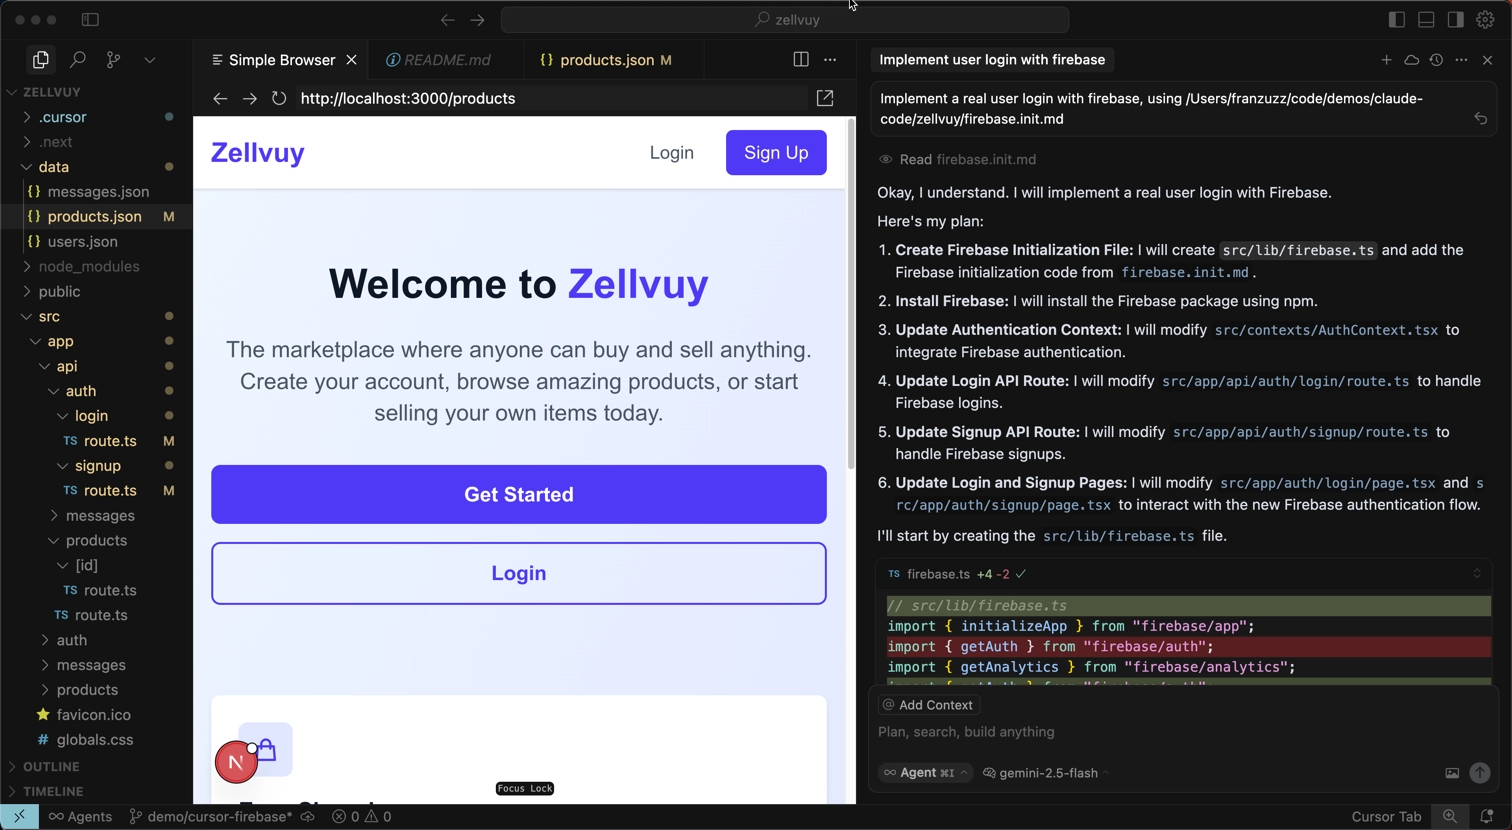 zellvuy
ZELLVUY
.cursor
.next
data
{} messages.json
{} products.json M
{} users.json
node_modules
public
src
app
api
auth
login
TS route.ts M
signup
TS route.ts M
messages
products
[id]
TS route.ts
TS route.ts
auth
messages
products
favicon.ico
# globals.css
OUTLINE
TIMELINE
Simple Browser
README.md
{} products.json M
http://localhost:3000/products
Zellvuy
Login
Sign Up
Welcome to Zellvuy
The marketplace where anyone can buy and sell anything.
Create your account, browse amazing products, or start
selling your own items today.
Get Started
Login
N
Focus Lock
Implement user login with firebase
Implement a real user login with firebase, using /Users/franzuzz/code/demos/claude-
code/zellvuy/firebase.init.md
Read firebase.init.md
Okay, I understand. I will implement a real user login with Firebase.
Here's my plan:
1. Create Firebase Initialization File: I will create src/lib/firebase.ts and add the
Firebase initialization code from firebase.init.md.
2. Install Firebase: I will install the Firebase package using npm.
3. Update Authentication Context: I will modify src/contexts/AuthContext.tsx to
integrate Firebase authentication.
4. Update Login API Route: I will modify src/app/api/auth/login/route.ts to handle
Firebase logins.
5. Update Signup API Route: I will modify src/app/api/auth/signup/route.ts to
handle Firebase signups.
6. Update Login and Signup Pages: I will modify src/app/auth/login/page.tsx and s
rc/app/auth/signup/page.tsx to interact with the new Firebase authentication flow.
I'll start by creating the src/lib/firebase.ts file.
TS firebase.ts +4 -2
// src/lib/firebase.ts
import { initializeApp } from "firebase/app";
import { getAuth } from "firebase/auth";
import { getAnalytics } from "firebase/analytics";
@ Add Context
Plan, search, build anything
∞ Agent ⌘I
gemini-2.5-flash
∞ Agents
demo/cursor-firebase*
0
0
Cursor Tab